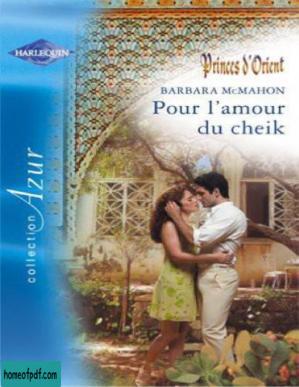 HARLEQUIN
Princes d'Orient
BARBARA McMAHON
Pour l'amour
du cheik
collection Azur
homeofpdf.com